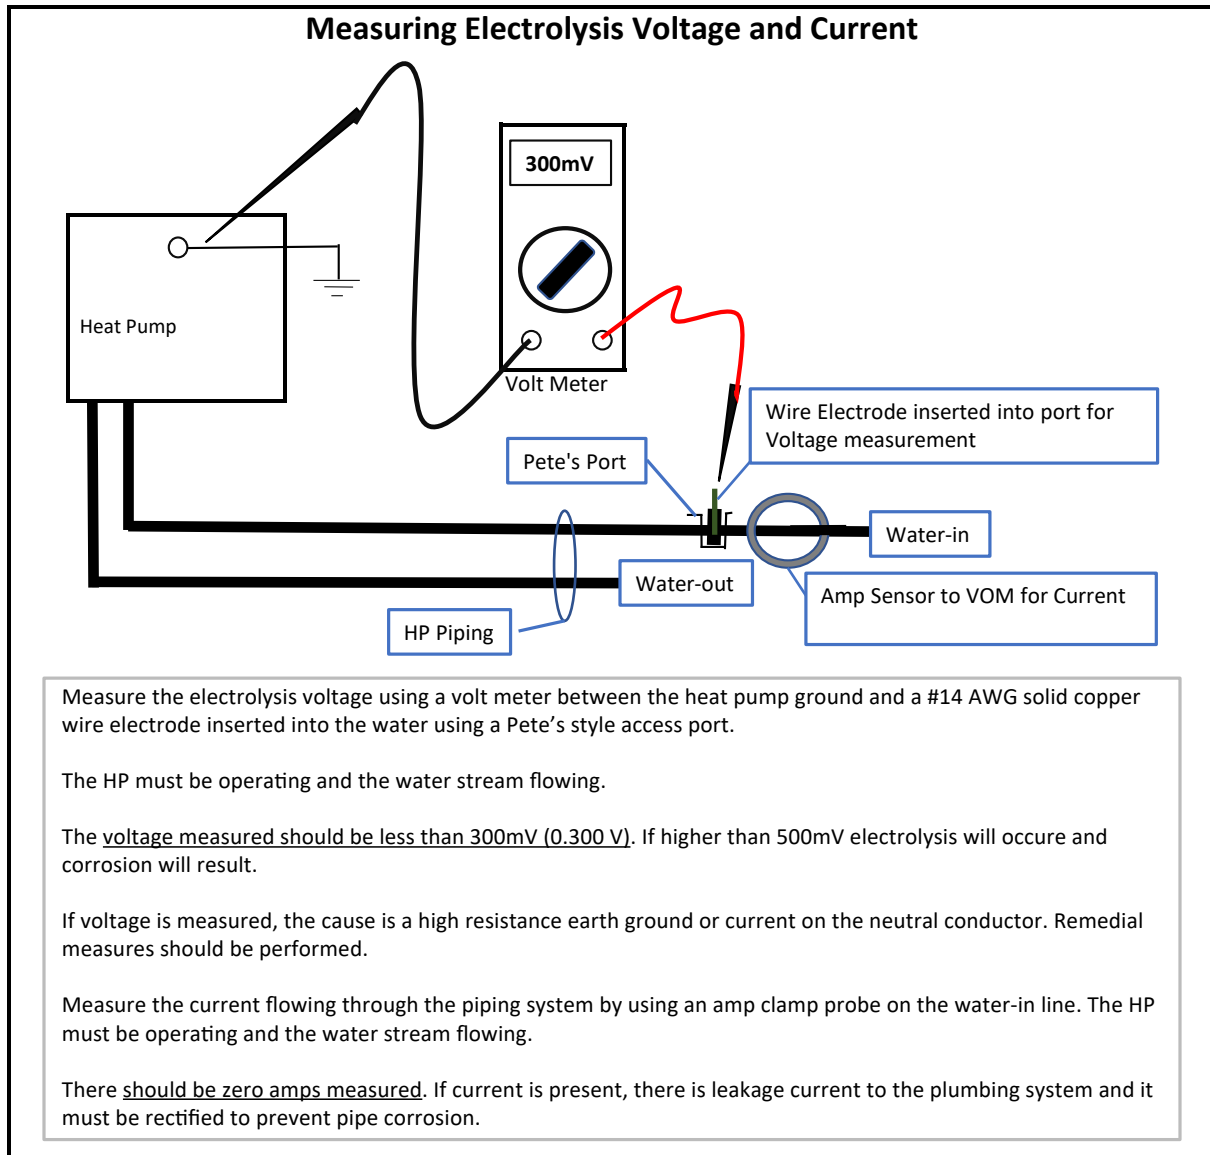 Measuring Electrolysis Voltage and Current
300mV
Heat Pump
Volt Meter
Wire Electrode inserted into port for
Voltage measurement
Pete's Port
Water-in
Water-out
Amp Sensor to VOM for Current
HP Piping
Measure the electrolysis voltage using a volt meter between the heat pump ground and a #14 AWG solid copper
wire electrode inserted into the water using a Pete’s style access port.
The HP must be operating and the water stream flowing.
The voltage measured should be less than 300mV (0.300 V). If higher than 500mV electrolysis will occure and
corrosion will result.
If voltage is measured, the cause is a high resistance earth ground or current on the neutral conductor. Remedial
measures should be performed.
Measure the current flowing through the piping system by using an amp clamp probe on the water-in line. The HP
must be operating and the water stream flowing.
There should be zero amps measured. If current is present, there is leakage current to the plumbing system and it
must be rectified to prevent pipe corrosion.